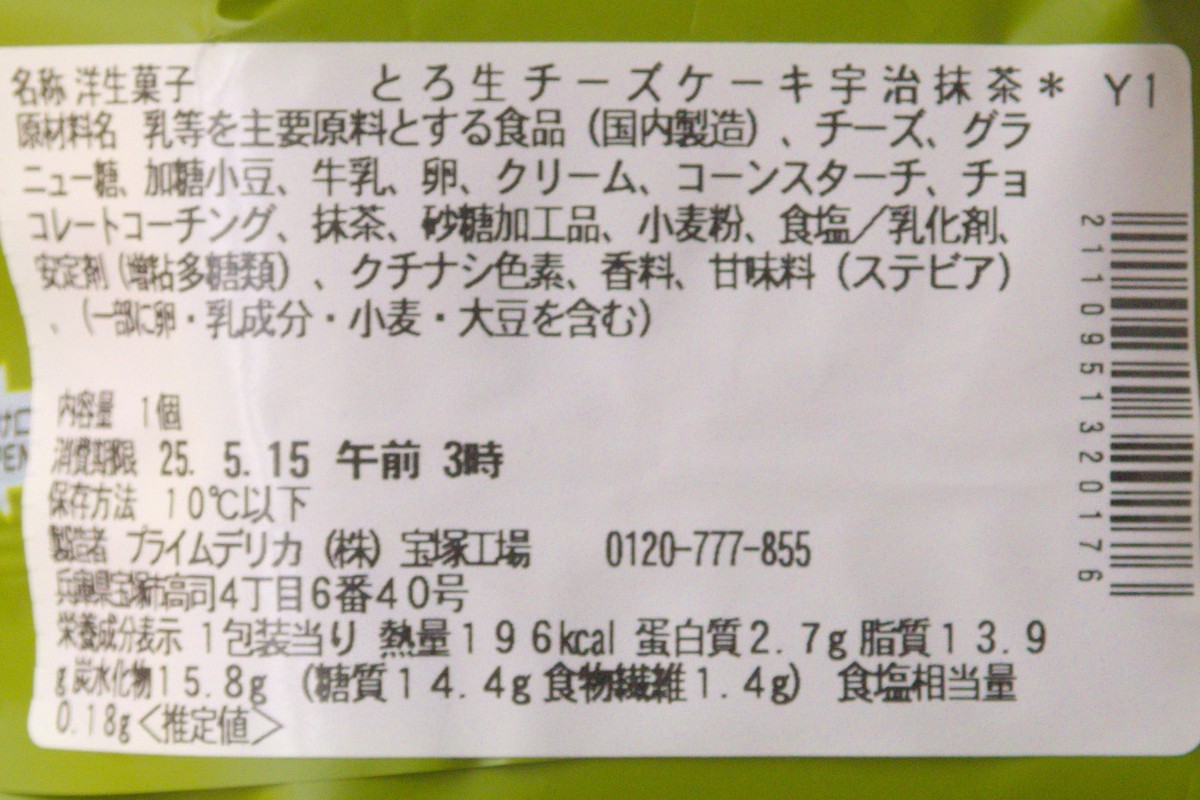 名称 洋生菓子 とろ生チーズケーキ宇治抹茶＊ Y1
原材料名 乳等を主要原料とする食品（国内製造）、チーズ、グラ
ニュー糖、加糖小豆、牛乳、卵、クリーム、コーンスターチ、チョ
コレートコーチング、抹茶、砂糖加工品、小麦粉、食塩／乳化剤、
安定剤（増粘多糖類）、クチナシ色素、香料、甘味料（ステビア）
、（一部に卵・乳成分・小麦・大豆を含む）
内容量 1個
消費期限 25. 5.15 午前 3時
保存方法 10℃以下
製造者 プライムデリカ（株）宝塚工場 0120-777-855
兵庫県宝塚市高司4丁目6番40号
栄養成分表示 1包装当り 熱量196kcal 蛋白質2.7g 脂質13.9
g 炭水化物15.8g （糖質14.4g 食物繊維1.4g） 食塩相当量
0.18g＜推定値＞
2110951320176